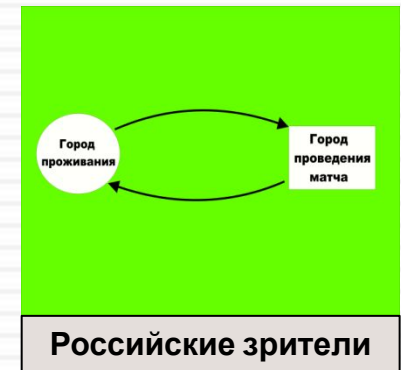 Город
проживания
Город
проведения
матча
Российские зрители